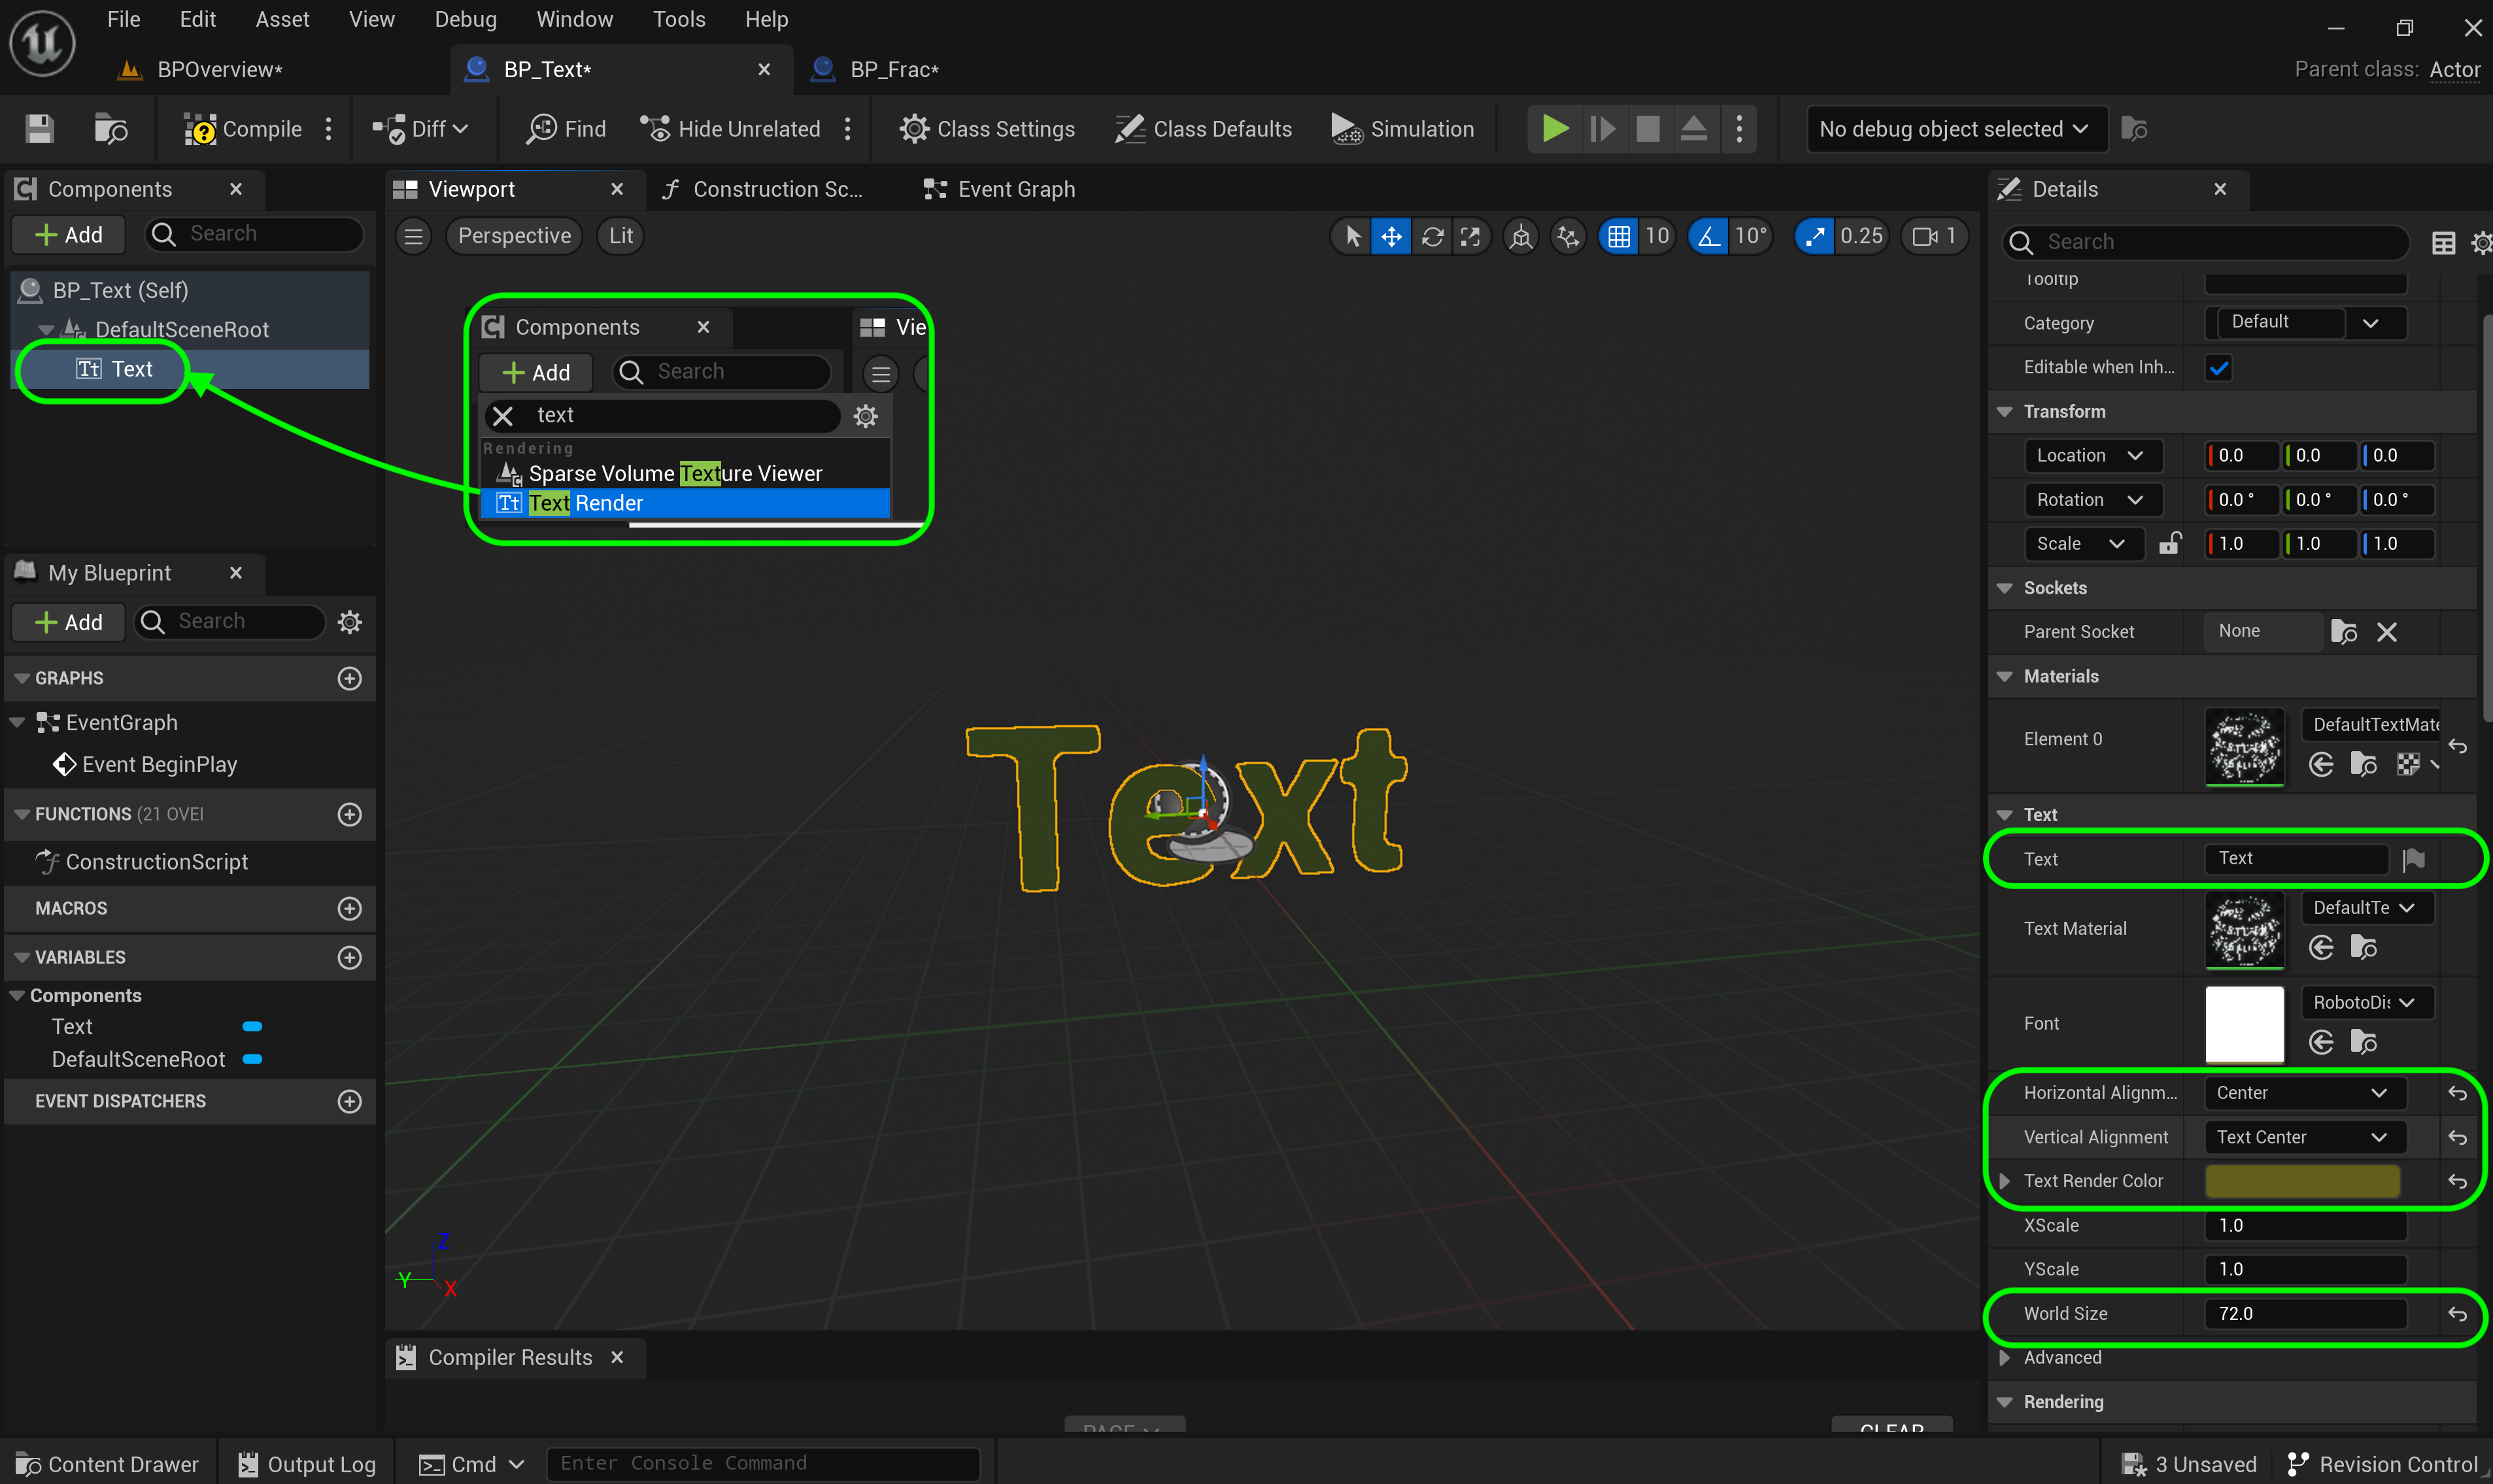 File Edit Asset View Debug Window Tools Help
BPOverview* BP_Text* BP_Frac* Parent class: Actor
Compile Diff Find Hide Unrelated Class Settings Class Defaults Simulation No debug object selected
Components
Add Search
BP_Text (Self)
DefaultSceneRoot
Tt Text
My Blueprint
Add Search
GRAPHS
EventGraph
Event BeginPlay
FUNCTIONS (21 OVEI
ConstructionScript
MACROS
VARIABLES
Components
Text
DefaultSceneRoot
EVENT DISPATCHERS
Viewport Construction Sc... Event Graph
Perspective Lit 10 10° 0.25 1
Components Vie
Add Search
text
Rendering
Sparse Volume Texture Viewer
Tt Text Render
Text
Z
Y
X
Compiler Results
PAGE CLEAR
Details
Search
Tooltip
Category Default
Editable when Inh...
Transform
Location 0.0 0.0 0.0
Rotation 0.0 ° 0.0 ° 0.0 °
Scale 1.0 1.0 1.0
Sockets
Parent Socket None
Materials
Element 0 DefaultTextMate
Text
Text Text
Text Material DefaultTe
Font RobotoDis
Horizontal Alignm... Center
Vertical Alignment Text Center
Text Render Color
XScale 1.0
YScale 1.0
World Size 72.0
Advanced
Rendering
Content Drawer Output Log Cmd Enter Console Command 3 Unsaved Revision Control